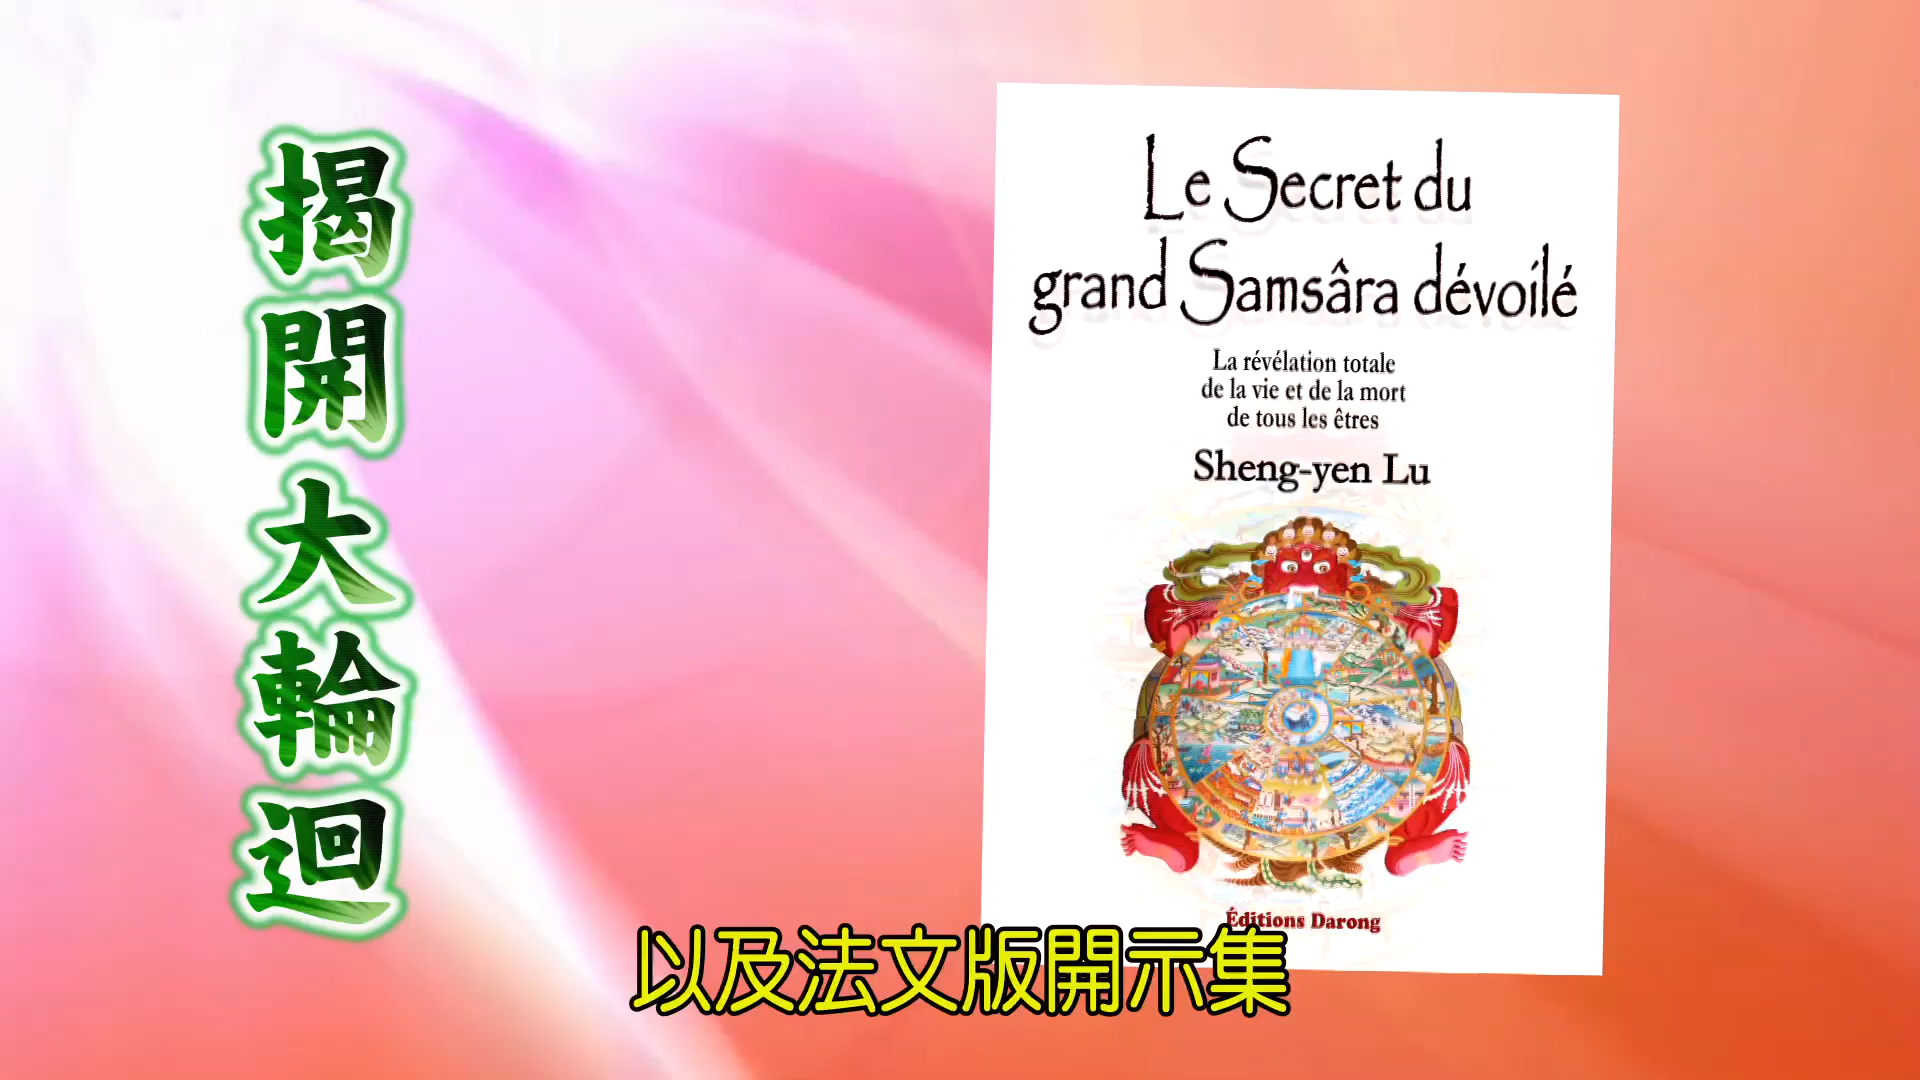 揭開大輪迴
Le Secret du
grand Samsâra dévoilé
La révélation totale
de la vie et de la mort
de tous les êtres
Sheng-yen Lu
Éditions Darong
以及法文版開示集